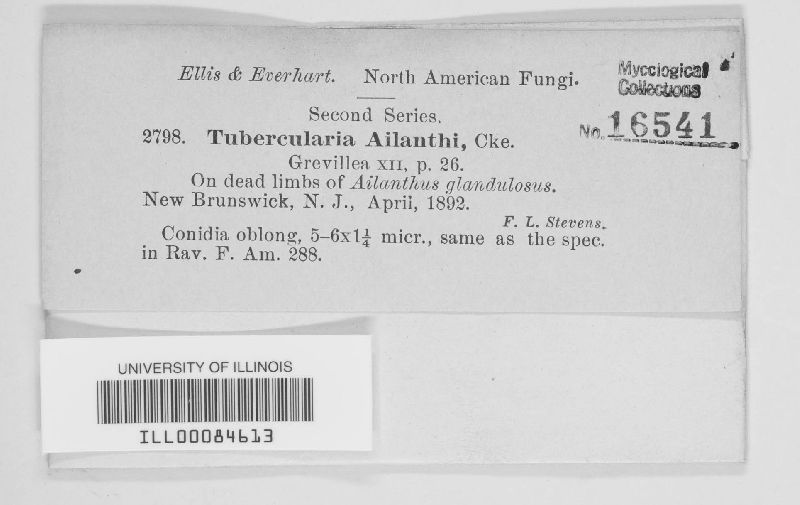 Ellis & Everhart. North American Fungi.
Second Series.
2798. Tubercularia Ailanthi, Cke.
Grevillea XII, p. 26.
On dead limbs of Ailanthus glandulosus.
New Brunswick, N. J., April, 1892.
F. L. Stevens.
Conidia oblong, 5–6x1¼ micr., same as the spec.
in Rav. F. Am. 288.
Mycological
Collections
No. 16541
UNIVERSITY OF ILLINOIS
ILL00084613